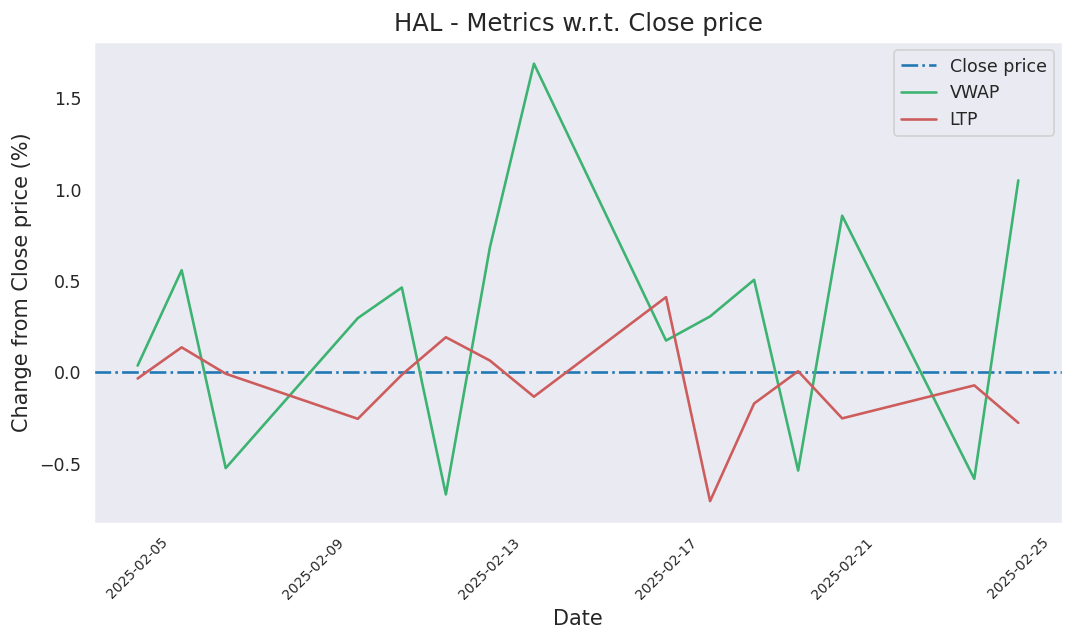 HAL - Metrics w.r.t. Close price
Close price
VWAP
LTP
Change from Close price (%)
1.5
1.0
0.5
0.0
−0.5
2025-02-05
2025-02-09
2025-02-13
2025-02-17
2025-02-21
2025-02-25
Date